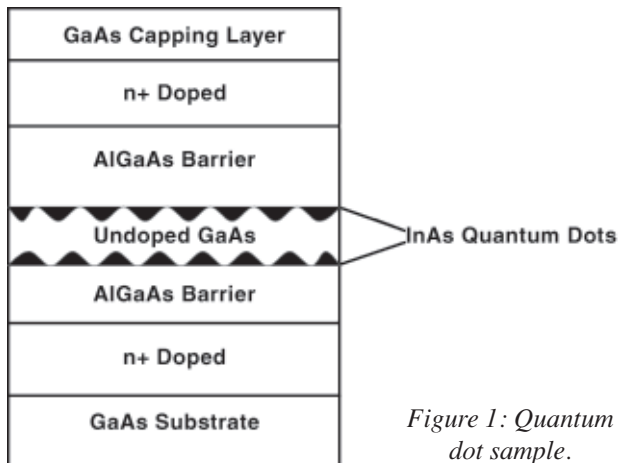 GaAs Capping Layer
n+ Doped
AlGaAs Barrier
Undoped GaAs
InAs Quantum Dots
AlGaAs Barrier
n+ Doped
GaAs Substrate
Figure 1: Quantum
dot sample.